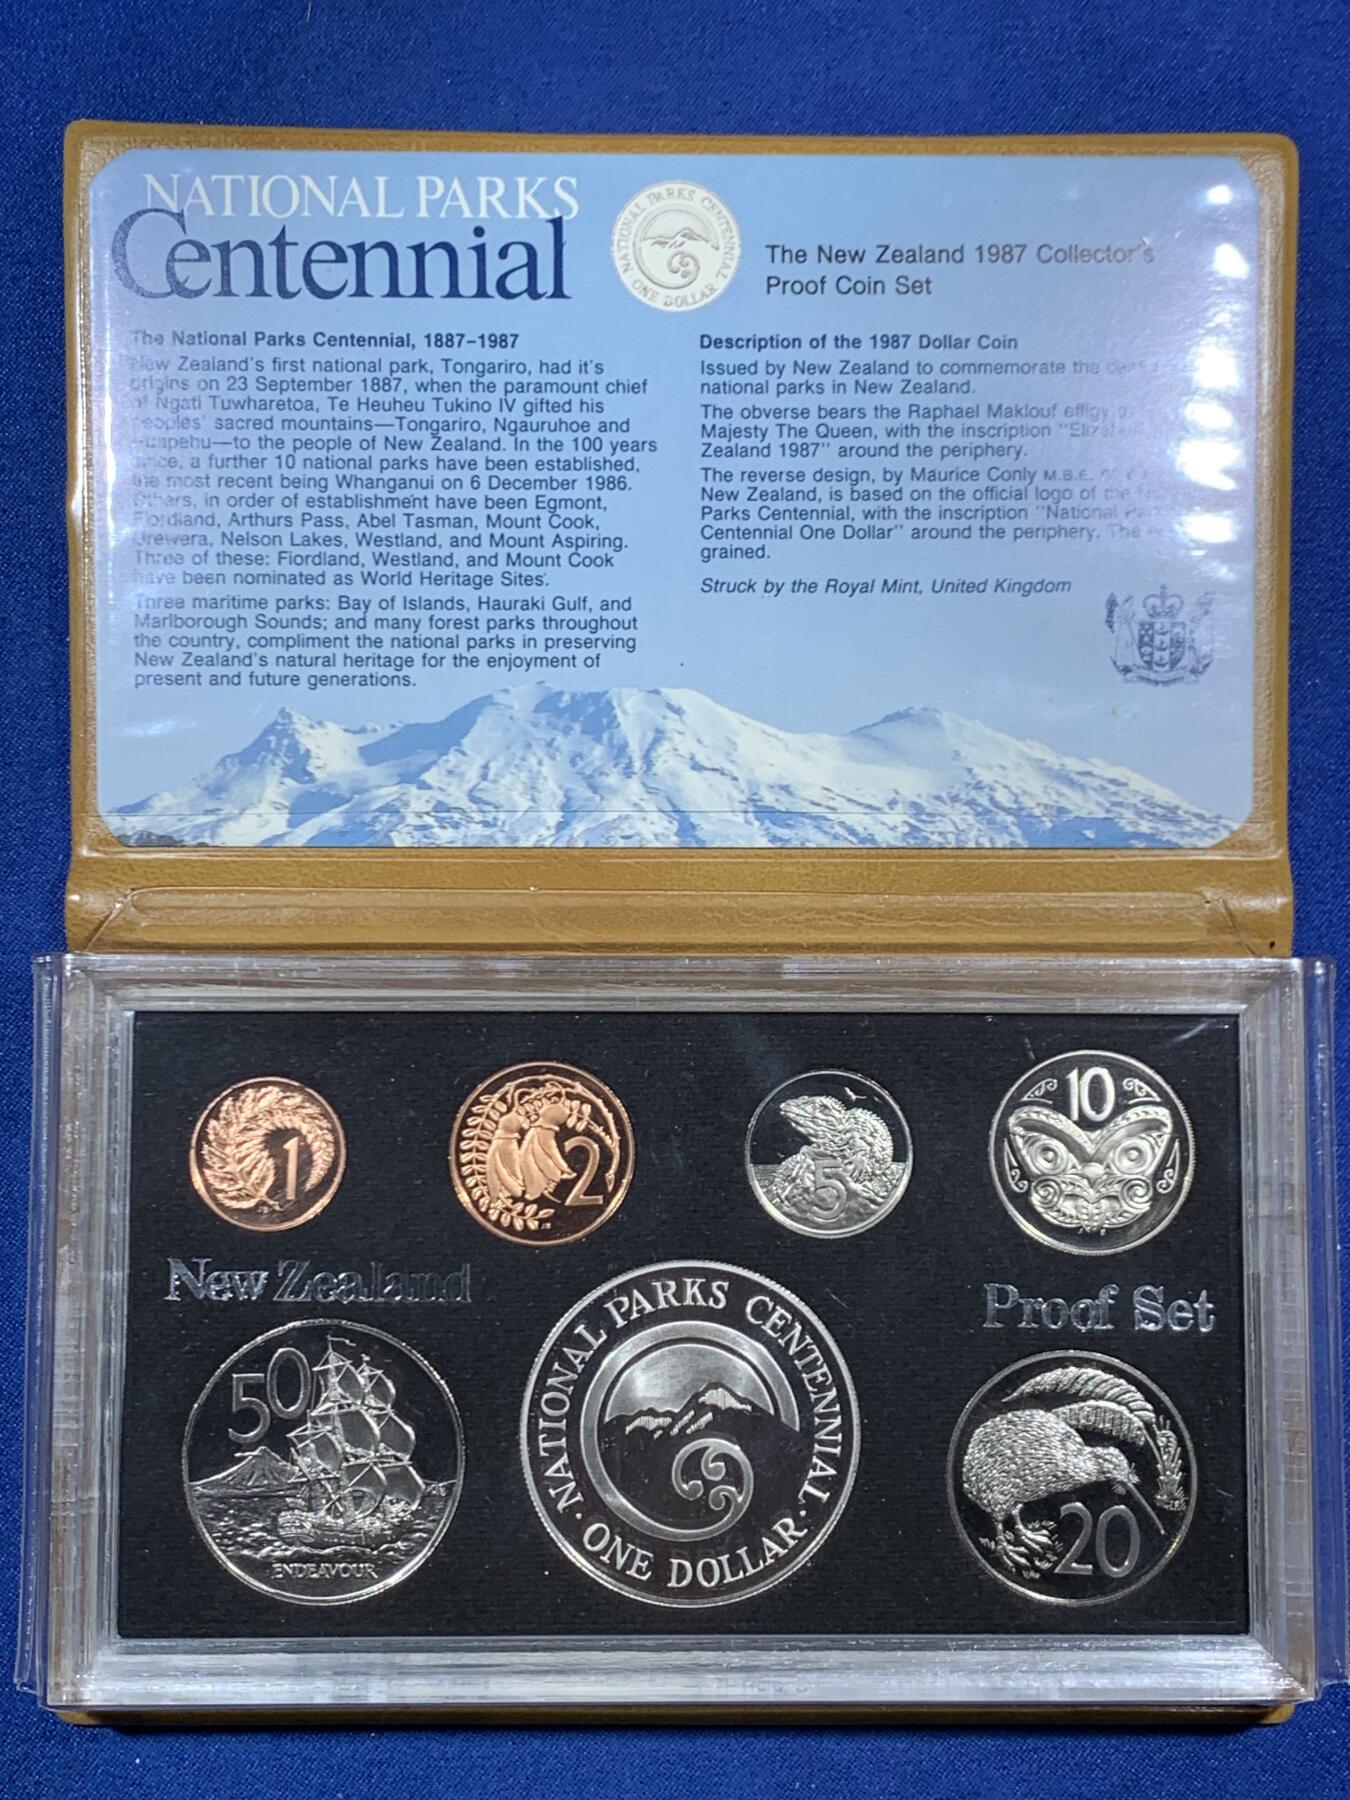 NATIONAL PARKS
Centennial
NATIONAL PARKS CENTENNIAL
ONE DOLLAR
The New Zealand 1987 Collector's
Proof Coin Set
The National Parks Centennial, 1887–1987
New Zealand's first national park, Tongariro, had it's
origins on 23 September 1887, when the paramount chief
of Ngati Tuwharetoa, Te Heuheu Tukino IV gifted his
peoples' sacred mountains—Tongariro, Ngauruhoe and
Ruapehu—to the people of New Zealand. In the 100 years
since, a further 10 national parks have been established,
the most recent being Whanganui on 6 December 1986.
Others, in order of establishment have been Egmont,
Fiordland, Arthurs Pass, Abel Tasman, Mount Cook,
Urewera, Nelson Lakes, Westland, and Mount Aspiring.
Three of these: Fiordland, Westland, and Mount Cook
have been nominated as World Heritage Sites.
Three maritime parks: Bay of Islands, Hauraki Gulf, and
Marlborough Sounds; and many forest parks throughout
the country, compliment the national parks in preserving
New Zealand's natural heritage for the enjoyment of
present and future generations.
Description of the 1987 Dollar Coin
Issued by New Zealand to commemorate the
national parks in New Zealand.
The obverse bears the Raphael Maklouf effigy
Majesty The Queen, with the inscription
Zealand 1987" around the periphery.
The reverse design, by Maurice Conly M.B.E.
New Zealand, is based on the official logo of the
Parks Centennial, with the inscription "National
Centennial One Dollar" around the periphery. The
grained.
Struck by the Royal Mint, United Kingdom
1
2
5
10
New Zealand
Proof Set
50
ENDEAVOUR
NATIONAL PARKS CENTENNIAL
· ONE DOLLAR ·
20